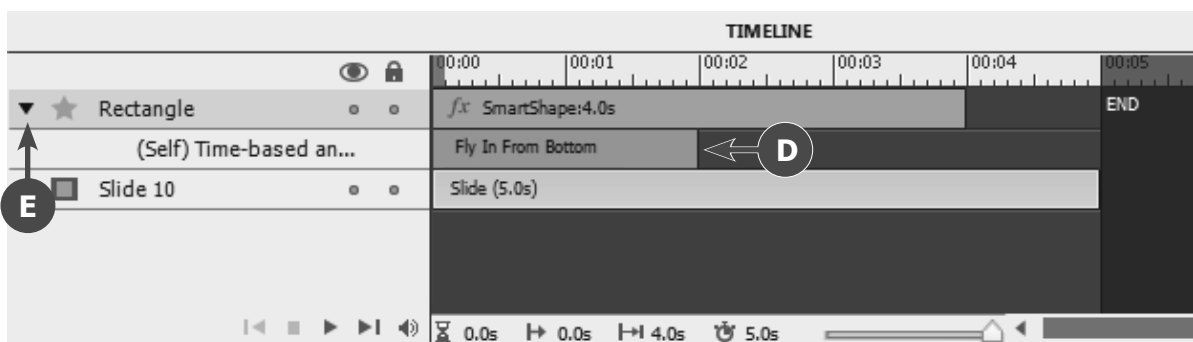 TIMELINE
00:00 00:01 00:02 00:03 00:04 00:05
Rectangle fx SmartShape:4.0s END
(Self) Time-based an... Fly In From Bottom D
E Slide 10 Slide (5.0s)
0.0s 0.0s 4.0s 5.0s